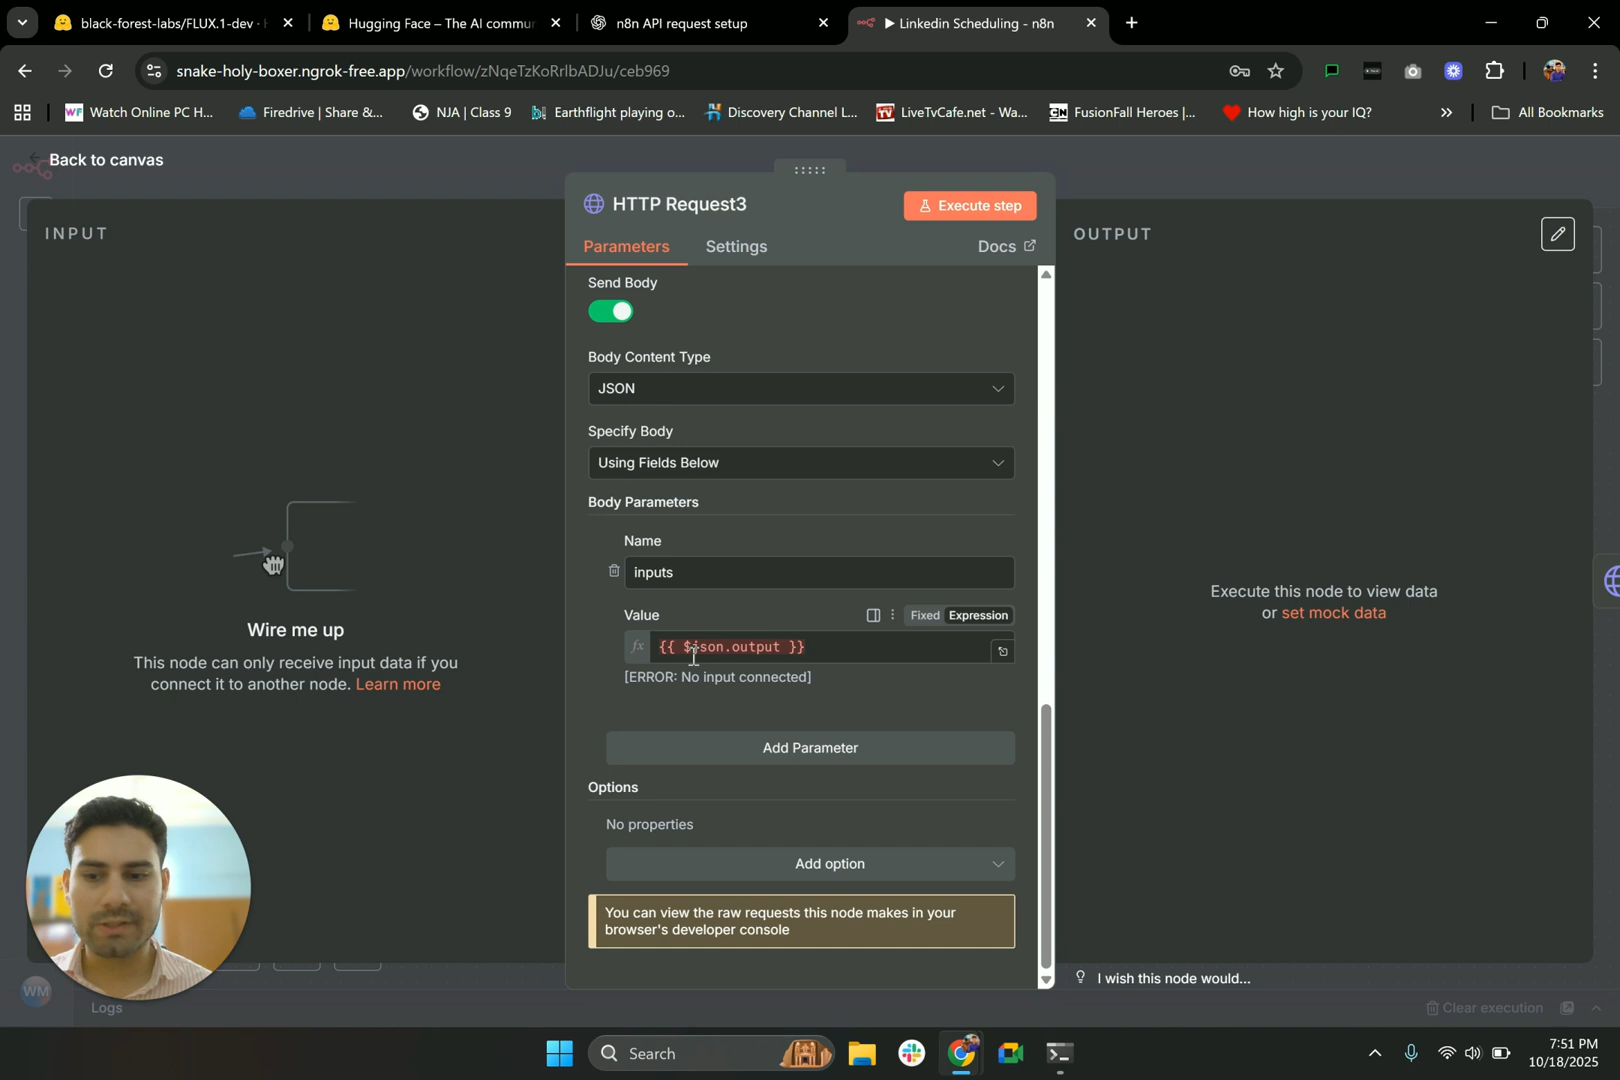 black-forest-labs/FLUX.1-dev · H
Hugging Face – The AI commun
n8n API request setup
▶ Linkedin Scheduling - n8n
snake-holy-boxer.ngrok-free.app/workflow/zNqeTzKoRrlbADJu/ceb969
Watch Online PC H...
Firedrive | Share &...
NJA | Class 9
Earthflight playing o...
Discovery Channel L...
LiveTvCafe.net - Wa...
FusionFall Heroes |...
How high is your IQ?
All Bookmarks
Back to canvas
INPUT
Wire me up
This node can only receive input data if you
connect it to another node. Learn more
HTTP Request3
Execute step
Parameters
Settings
Docs
Send Body
Body Content Type
JSON
Specify Body
Using Fields Below
Body Parameters
Name
inputs
Value
Fixed
Expression
fx
{{ $json.output }}
[ERROR: No input connected]
Add Parameter
Options
No properties
Add option
You can view the raw requests this node makes in your
browser's developer console
OUTPUT
Execute this node to view data
or set mock data
I wish this node would...
WM
Logs
Clear execution
Search
7:51 PM
10/18/2025